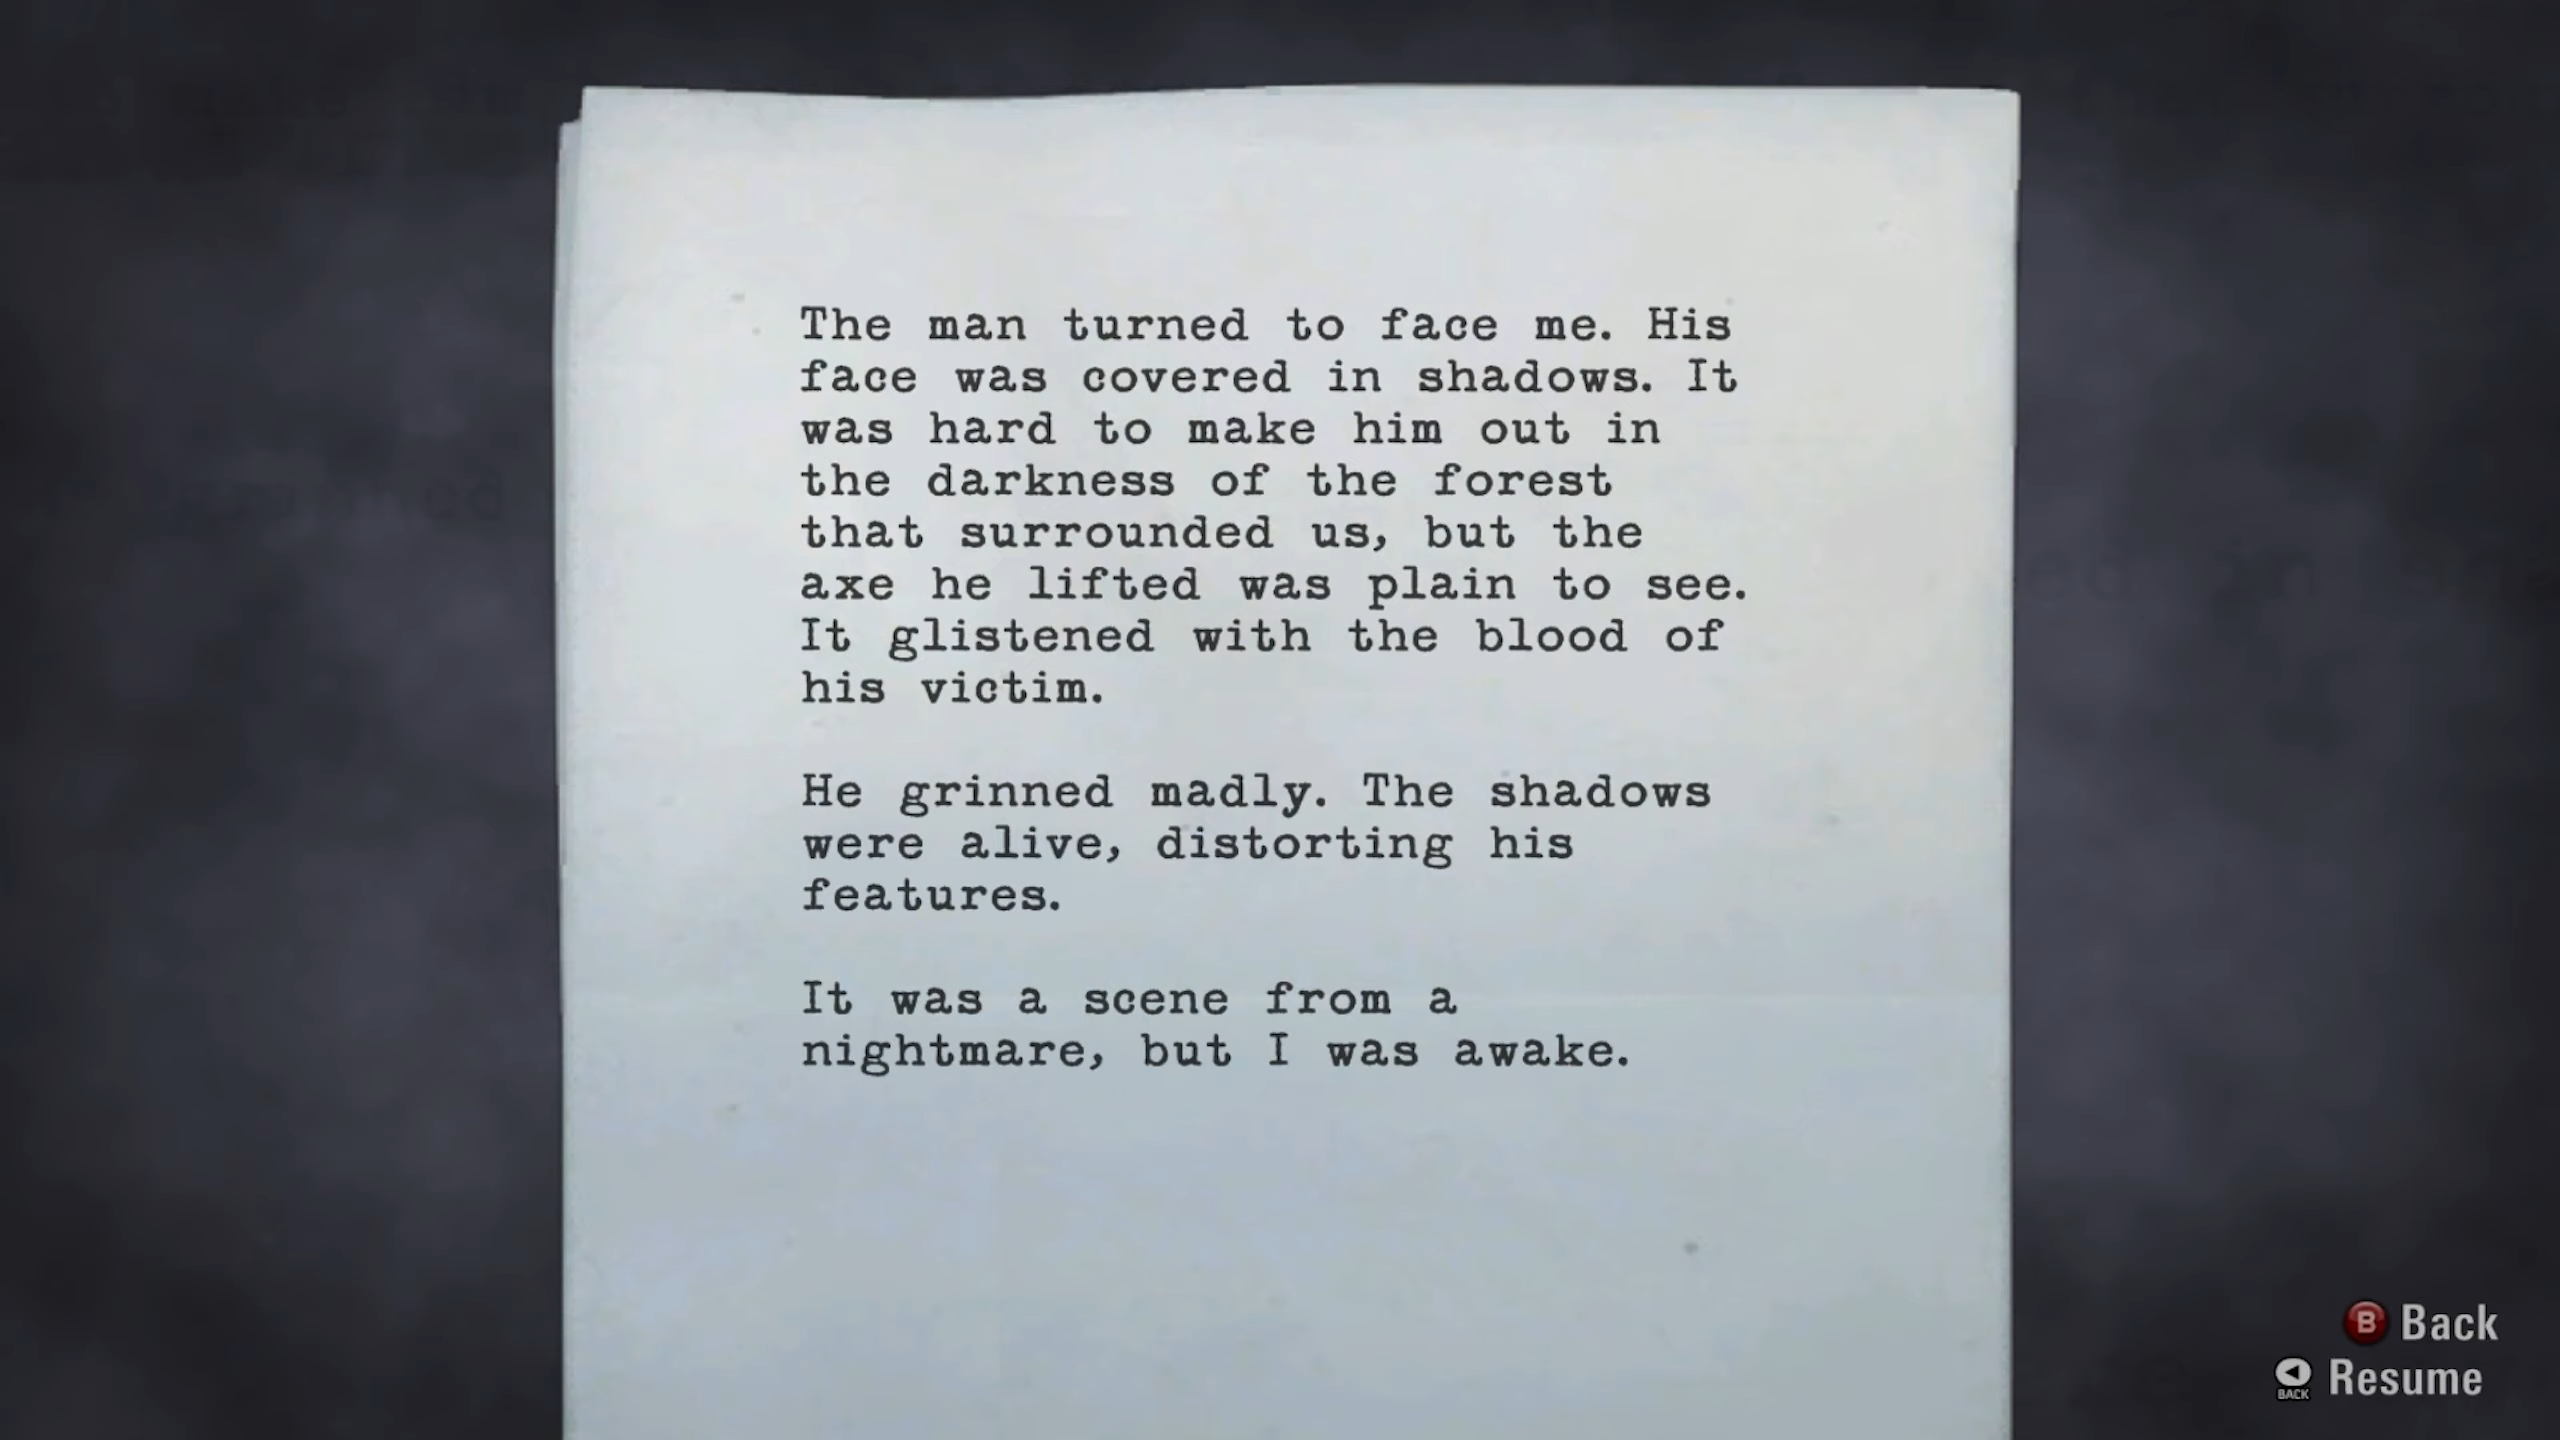 The man turned to face me. His
face was covered in shadows. It
was hard to make him out in
the darkness of the forest
that surrounded us, but the
axe he lifted was plain to see.
It glistened with the blood of
his victim.
He grinned madly. The shadows
were alive, distorting his
features.
It was a scene from a
nightmare, but I was awake.
B Back
BACK Resume